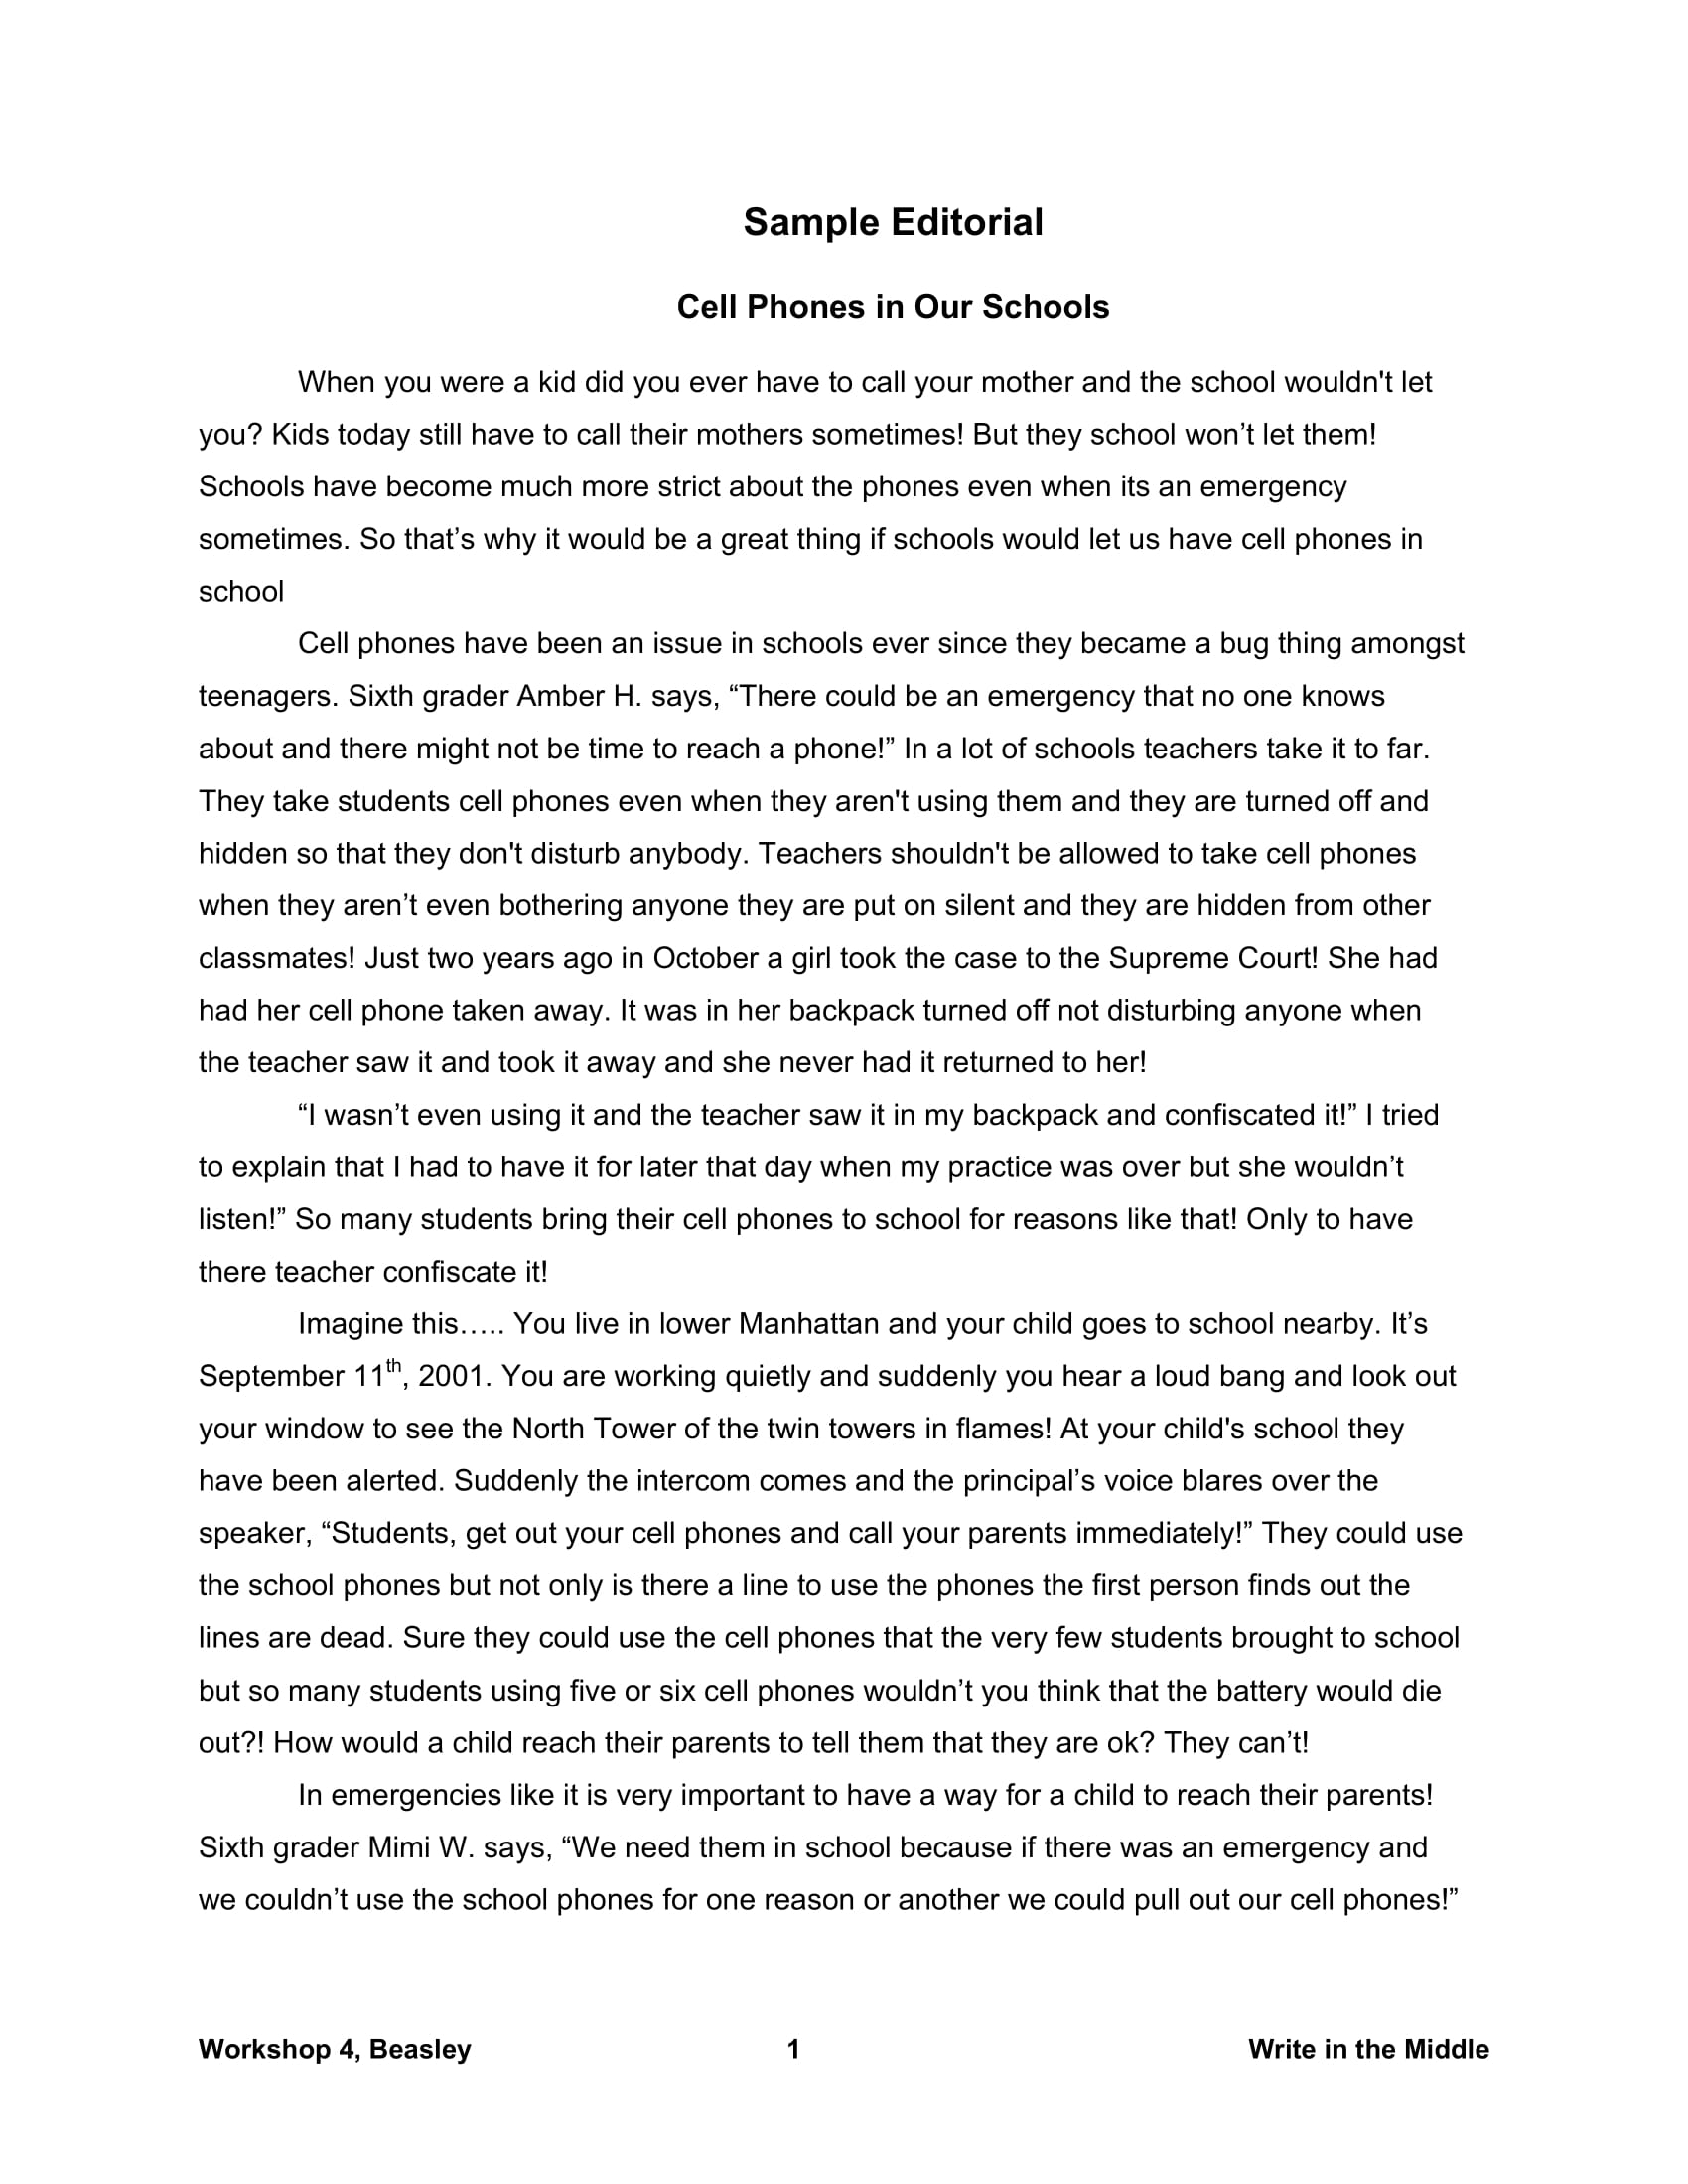 Sample Editorial
Cell Phones in Our Schools
When you were a kid did you ever have to call your mother and the school wouldn't let
you? Kids today still have to call their mothers sometimes! But they school won’t let them!
Schools have become much more strict about the phones even when its an emergency
sometimes. So that’s why it would be a great thing if schools would let us have cell phones in
school
Cell phones have been an issue in schools ever since they became a bug thing amongst
teenagers. Sixth grader Amber H. says, “There could be an emergency that no one knows
about and there might not be time to reach a phone!” In a lot of schools teachers take it to far.
They take students cell phones even when they aren't using them and they are turned off and
hidden so that they don't disturb anybody. Teachers shouldn't be allowed to take cell phones
when they aren’t even bothering anyone they are put on silent and they are hidden from other
classmates! Just two years ago in October a girl took the case to the Supreme Court! She had
had her cell phone taken away. It was in her backpack turned off not disturbing anyone when
the teacher saw it and took it away and she never had it returned to her!
“I wasn’t even using it and the teacher saw it in my backpack and confiscated it!” I tried
to explain that I had to have it for later that day when my practice was over but she wouldn’t
listen!” So many students bring their cell phones to school for reasons like that! Only to have
there teacher confiscate it!
Imagine this….. You live in lower Manhattan and your child goes to school nearby. It’s
September 11th, 2001. You are working quietly and suddenly you hear a loud bang and look out
your window to see the North Tower of the twin towers in flames! At your child's school they
have been alerted. Suddenly the intercom comes and the principal’s voice blares over the
speaker, “Students, get out your cell phones and call your parents immediately!” They could use
the school phones but not only is there a line to use the phones the first person finds out the
lines are dead. Sure they could use the cell phones that the very few students brought to school
but so many students using five or six cell phones wouldn’t you think that the battery would die
out?! How would a child reach their parents to tell them that they are ok? They can’t!
In emergencies like it is very important to have a way for a child to reach their parents!
Sixth grader Mimi W. says, “We need them in school because if there was an emergency and
we couldn’t use the school phones for one reason or another we could pull out our cell phones!”
Workshop 4, Beasley 1 Write in the Middle